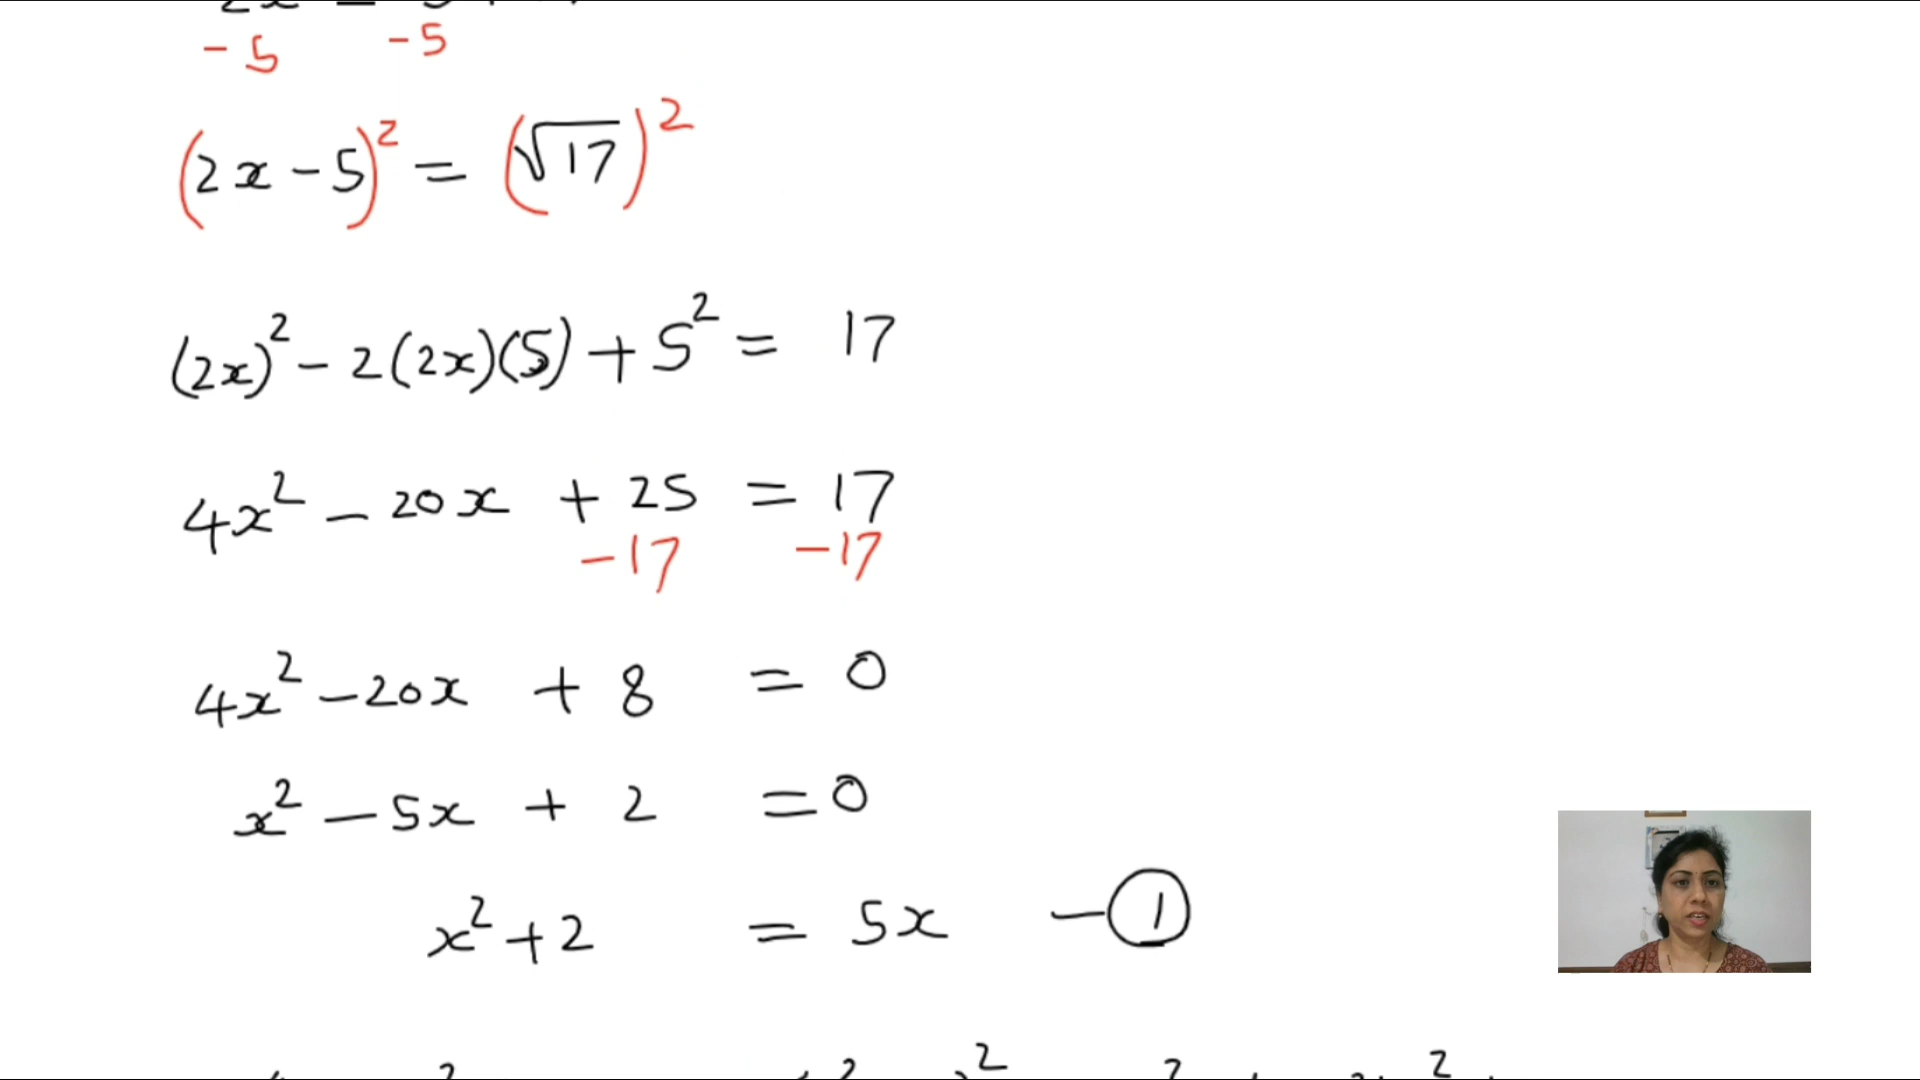 -5 -5
(2x-5)² = (√17)²
(2x)² - 2(2x)(5) + 5² = 17
4x² - 20x + 25 = 17
-17 -17
4x² - 20x + 8 = 0
x² - 5x + 2 = 0
x² + 2 = 5x — ①